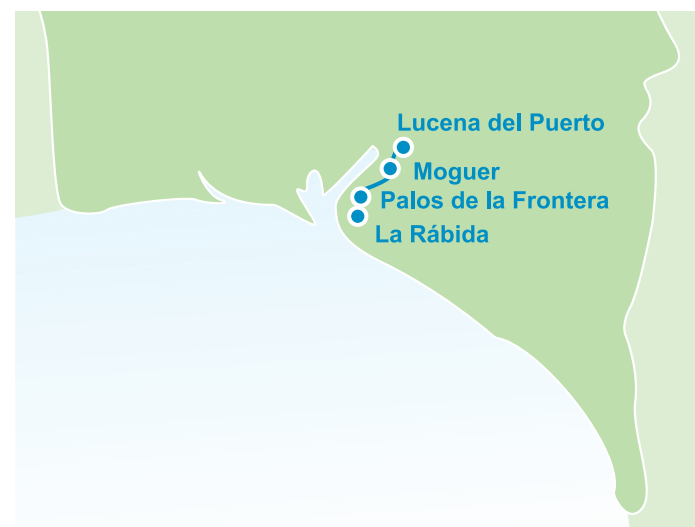 Lucena del Puerto
Moguer
Palos de la Frontera
La Rábida